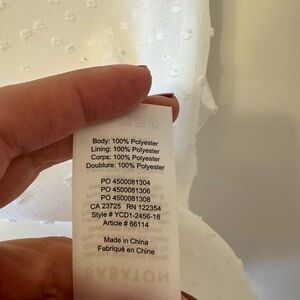 Body: 100% Polyester
Lining: 100% Polyester
Corps: 100% Polyester
Doublure: 100% Polyester
PO 4500081304
PO 4500081306
PO 4500081308
CA 23725 RN 122354
Style # YCD1-2456-18
Article # 66114
Made in China
Fabriqué en Chine
BABATON